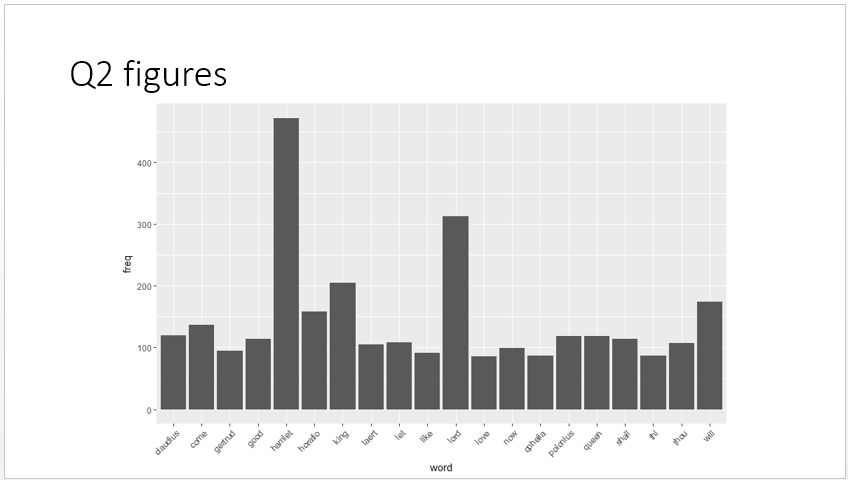 Q2 figures
400
300
200
100
0
freq
claudius come gertrud good hamlet horatio king laert let like lord love now ophelia polonius queen shall thi thou will
word